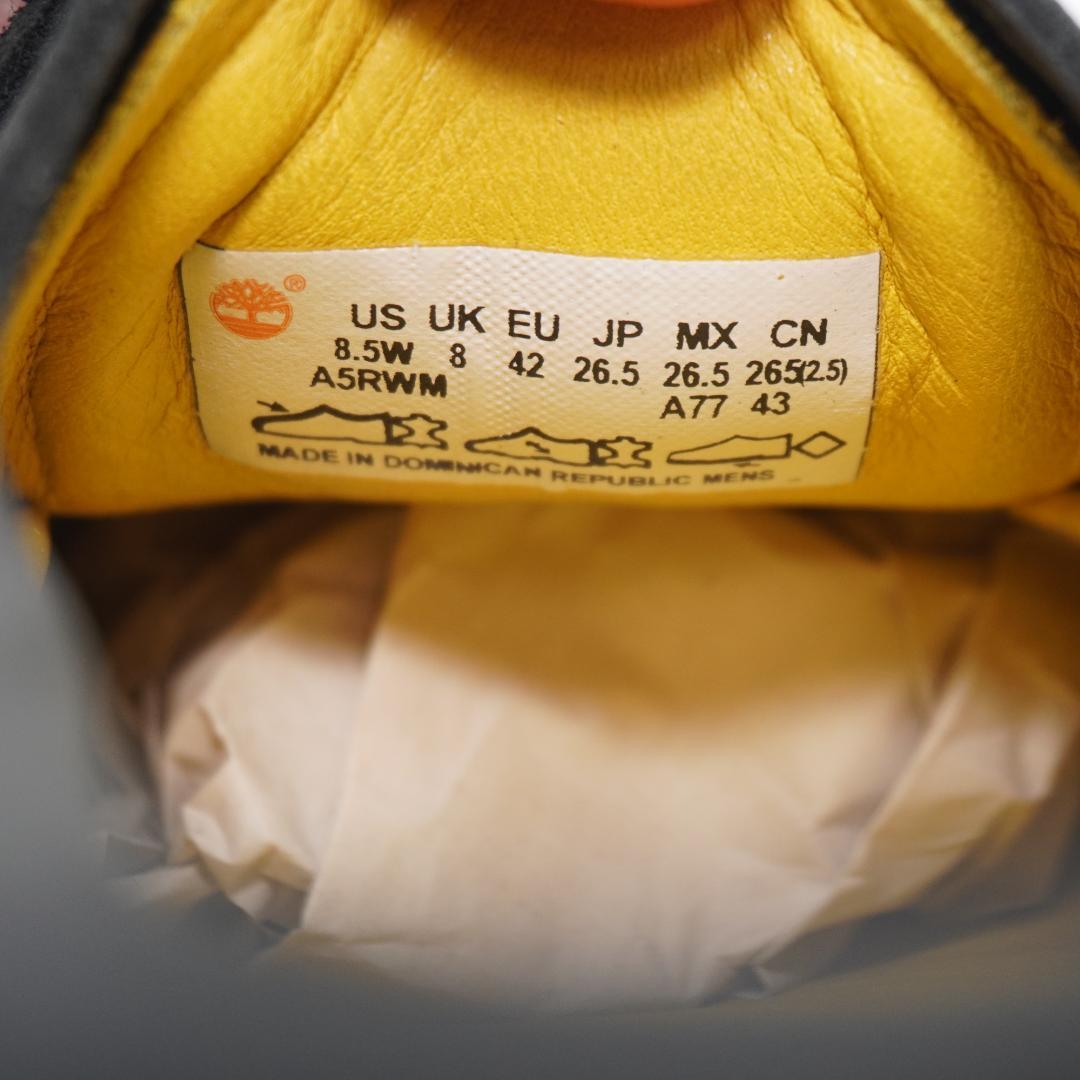 ®
US UK EU JP MX CN
8.5W 8 42 26.5 26.5 265(2.5)
A5RWM A77 43
MADE IN DOMINICAN REPUBLIC MENS